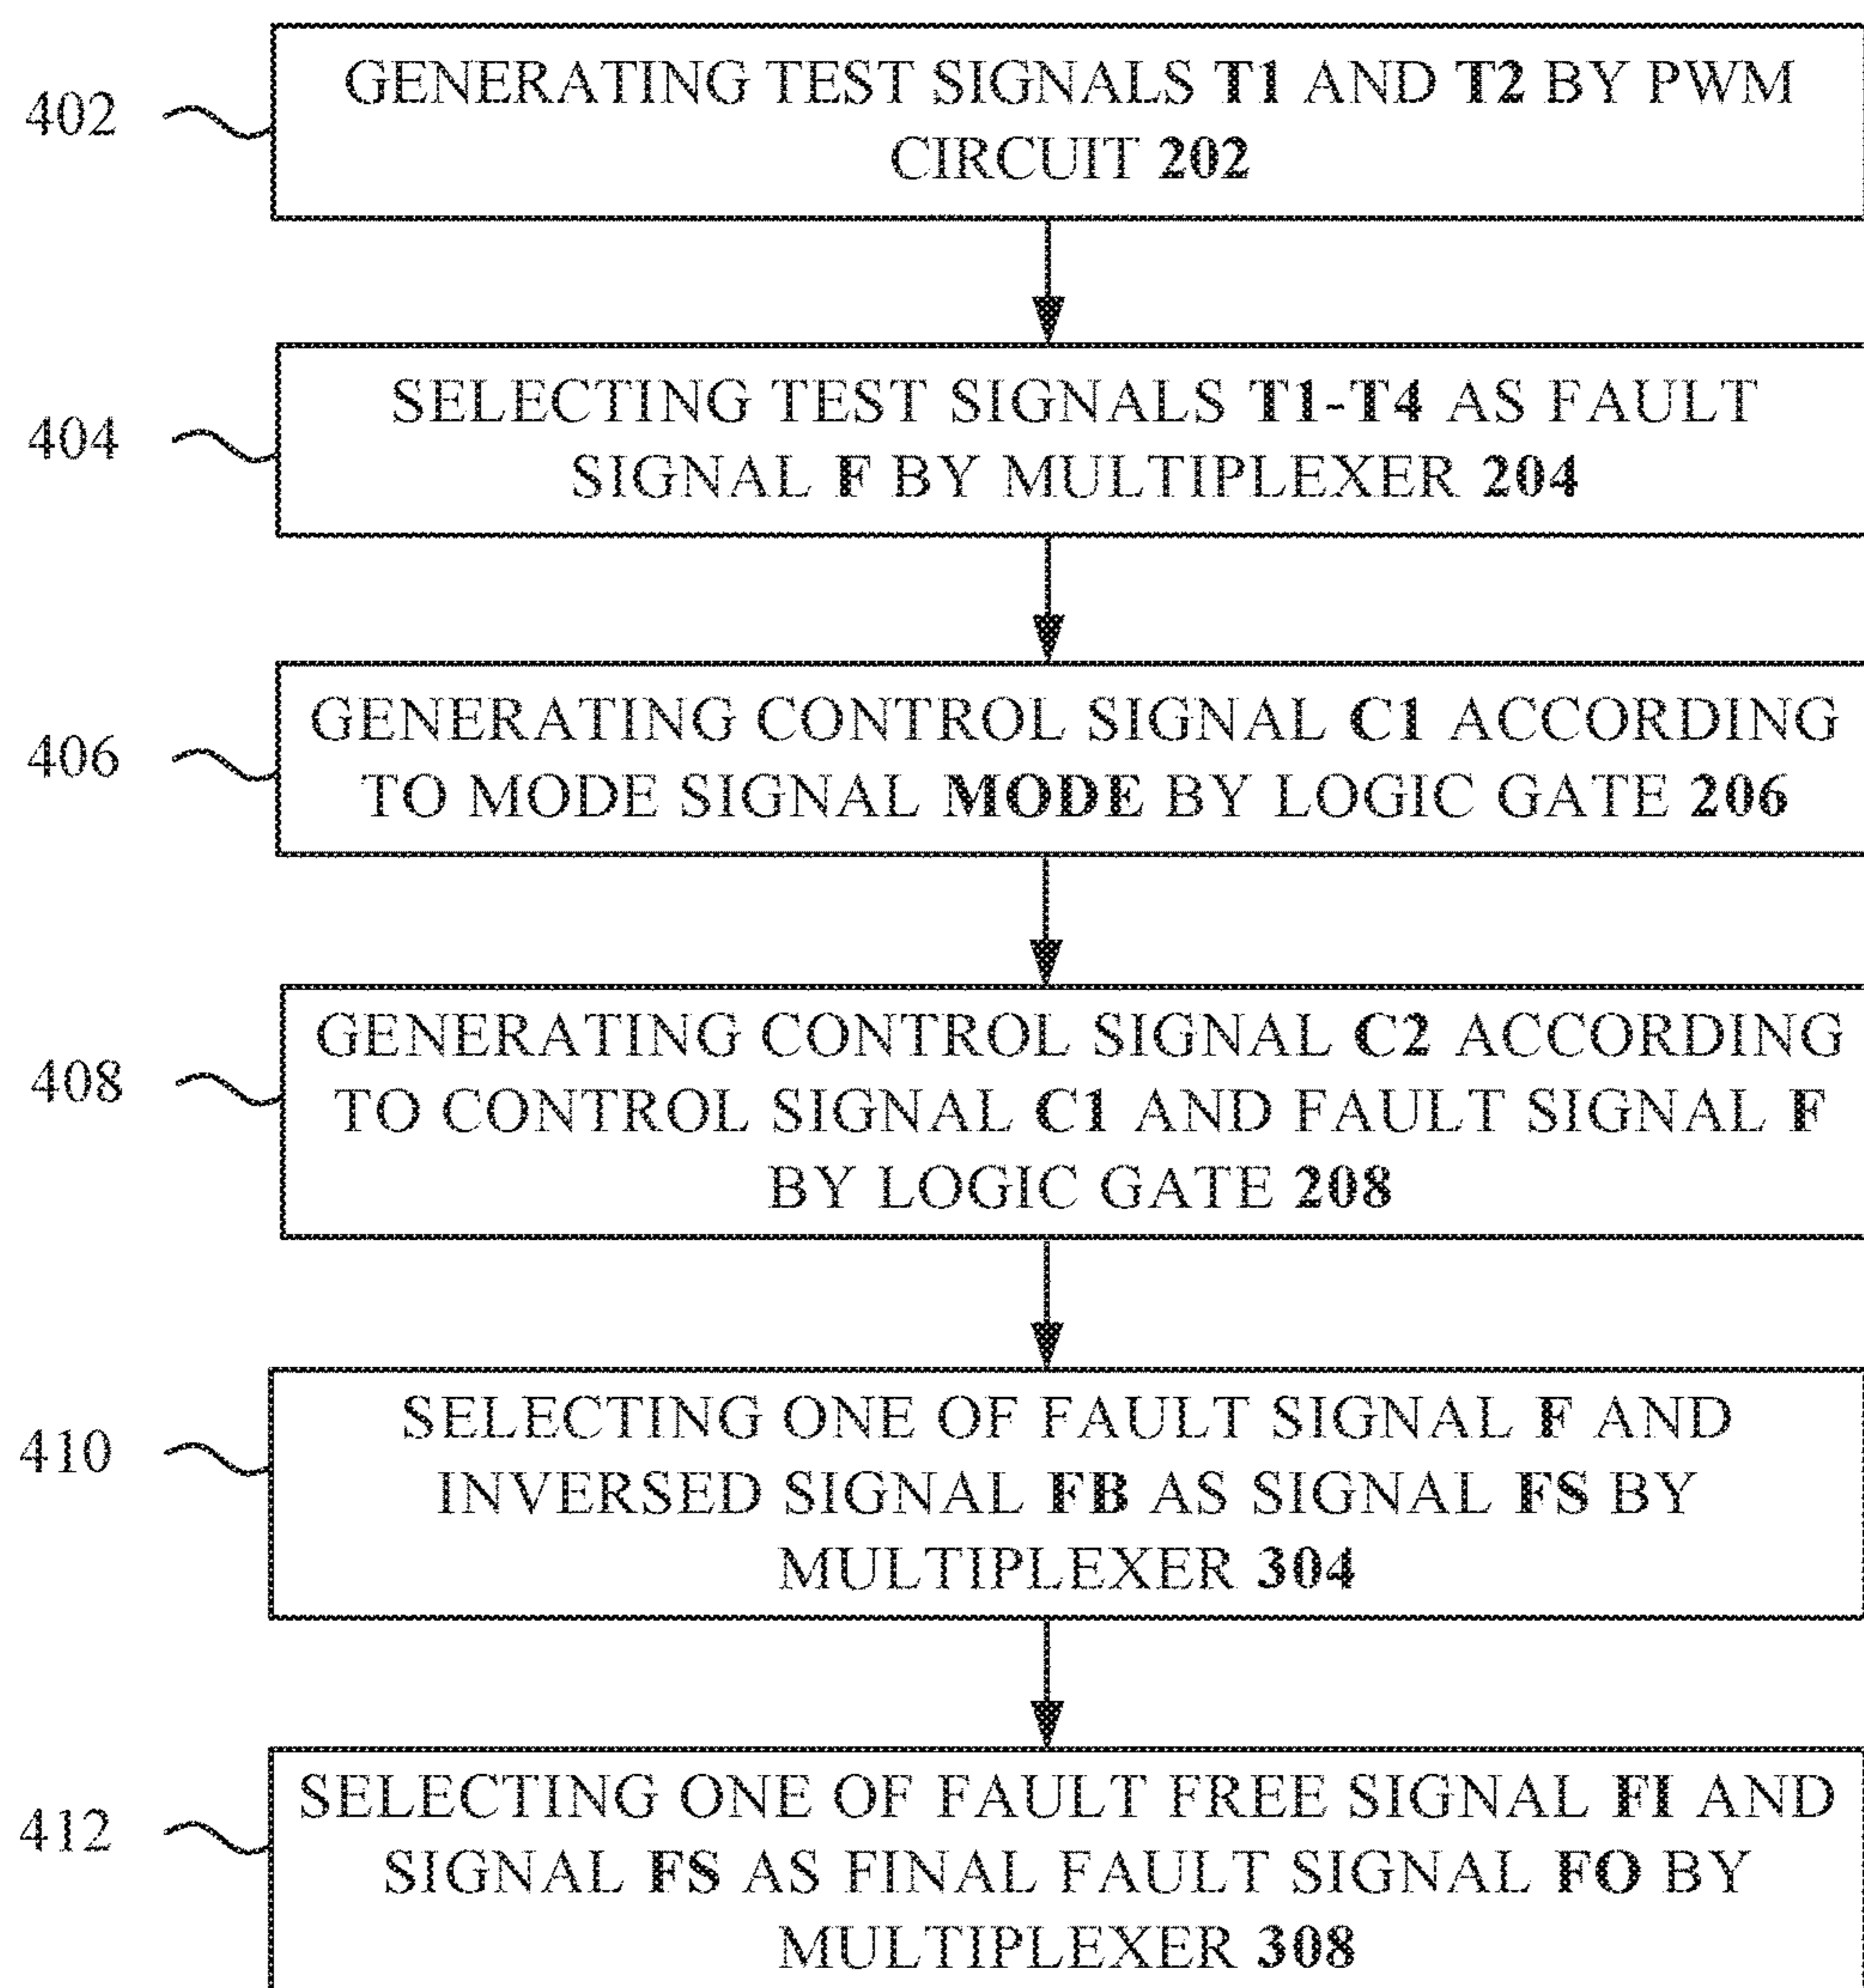 402
GENERATING TEST SIGNALS T1 AND T2 BY PWM
CIRCUIT 202
404
SELECTING TEST SIGNALS T1-T4 AS FAULT
SIGNAL F BY MULTIPLEXER 204
406
GENERATING CONTROL SIGNAL C1 ACCORDING
TO MODE SIGNAL MODE BY LOGIC GATE 206
408
GENERATING CONTROL SIGNAL C2 ACCORDING
TO CONTROL SIGNAL C1 AND FAULT SIGNAL F
BY LOGIC GATE 208
410
SELECTING ONE OF FAULT SIGNAL F AND
INVERSED SIGNAL FB AS SIGNAL FS BY
MULTIPLEXER 304
412
SELECTING ONE OF FAULT FREE SIGNAL FI AND
SIGNAL FS AS FINAL FAULT SIGNAL FO BY
MULTIPLEXER 308